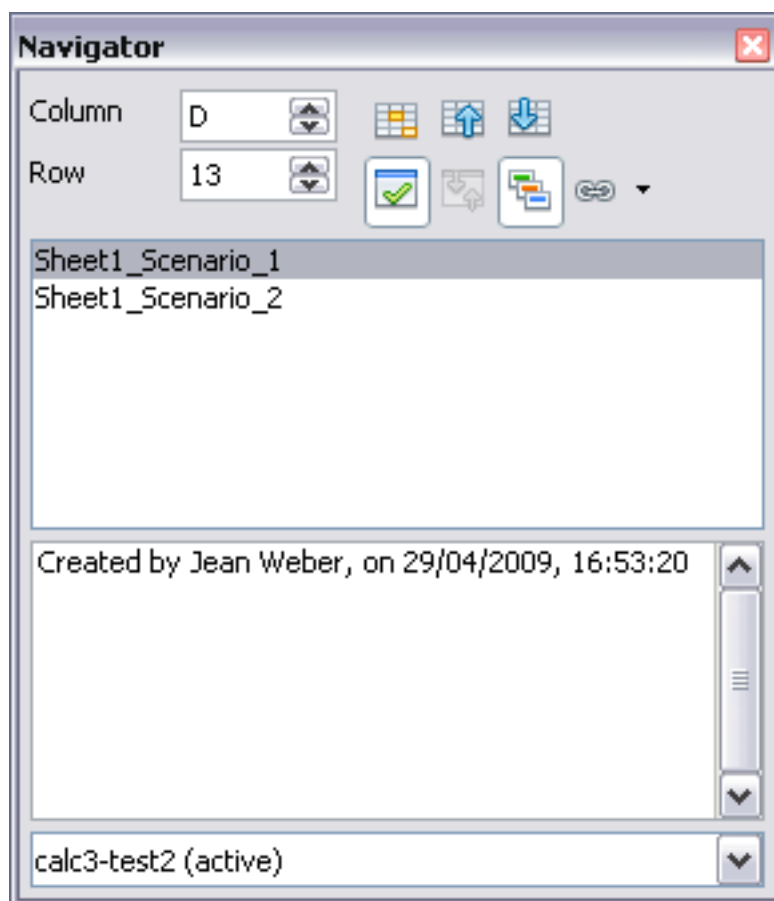 Navigator
Column D
Row 13
Sheet1_Scenario_1
Sheet1_Scenario_2
Created by Jean Weber, on 29/04/2009, 16:53:20
calc3-test2 (active)